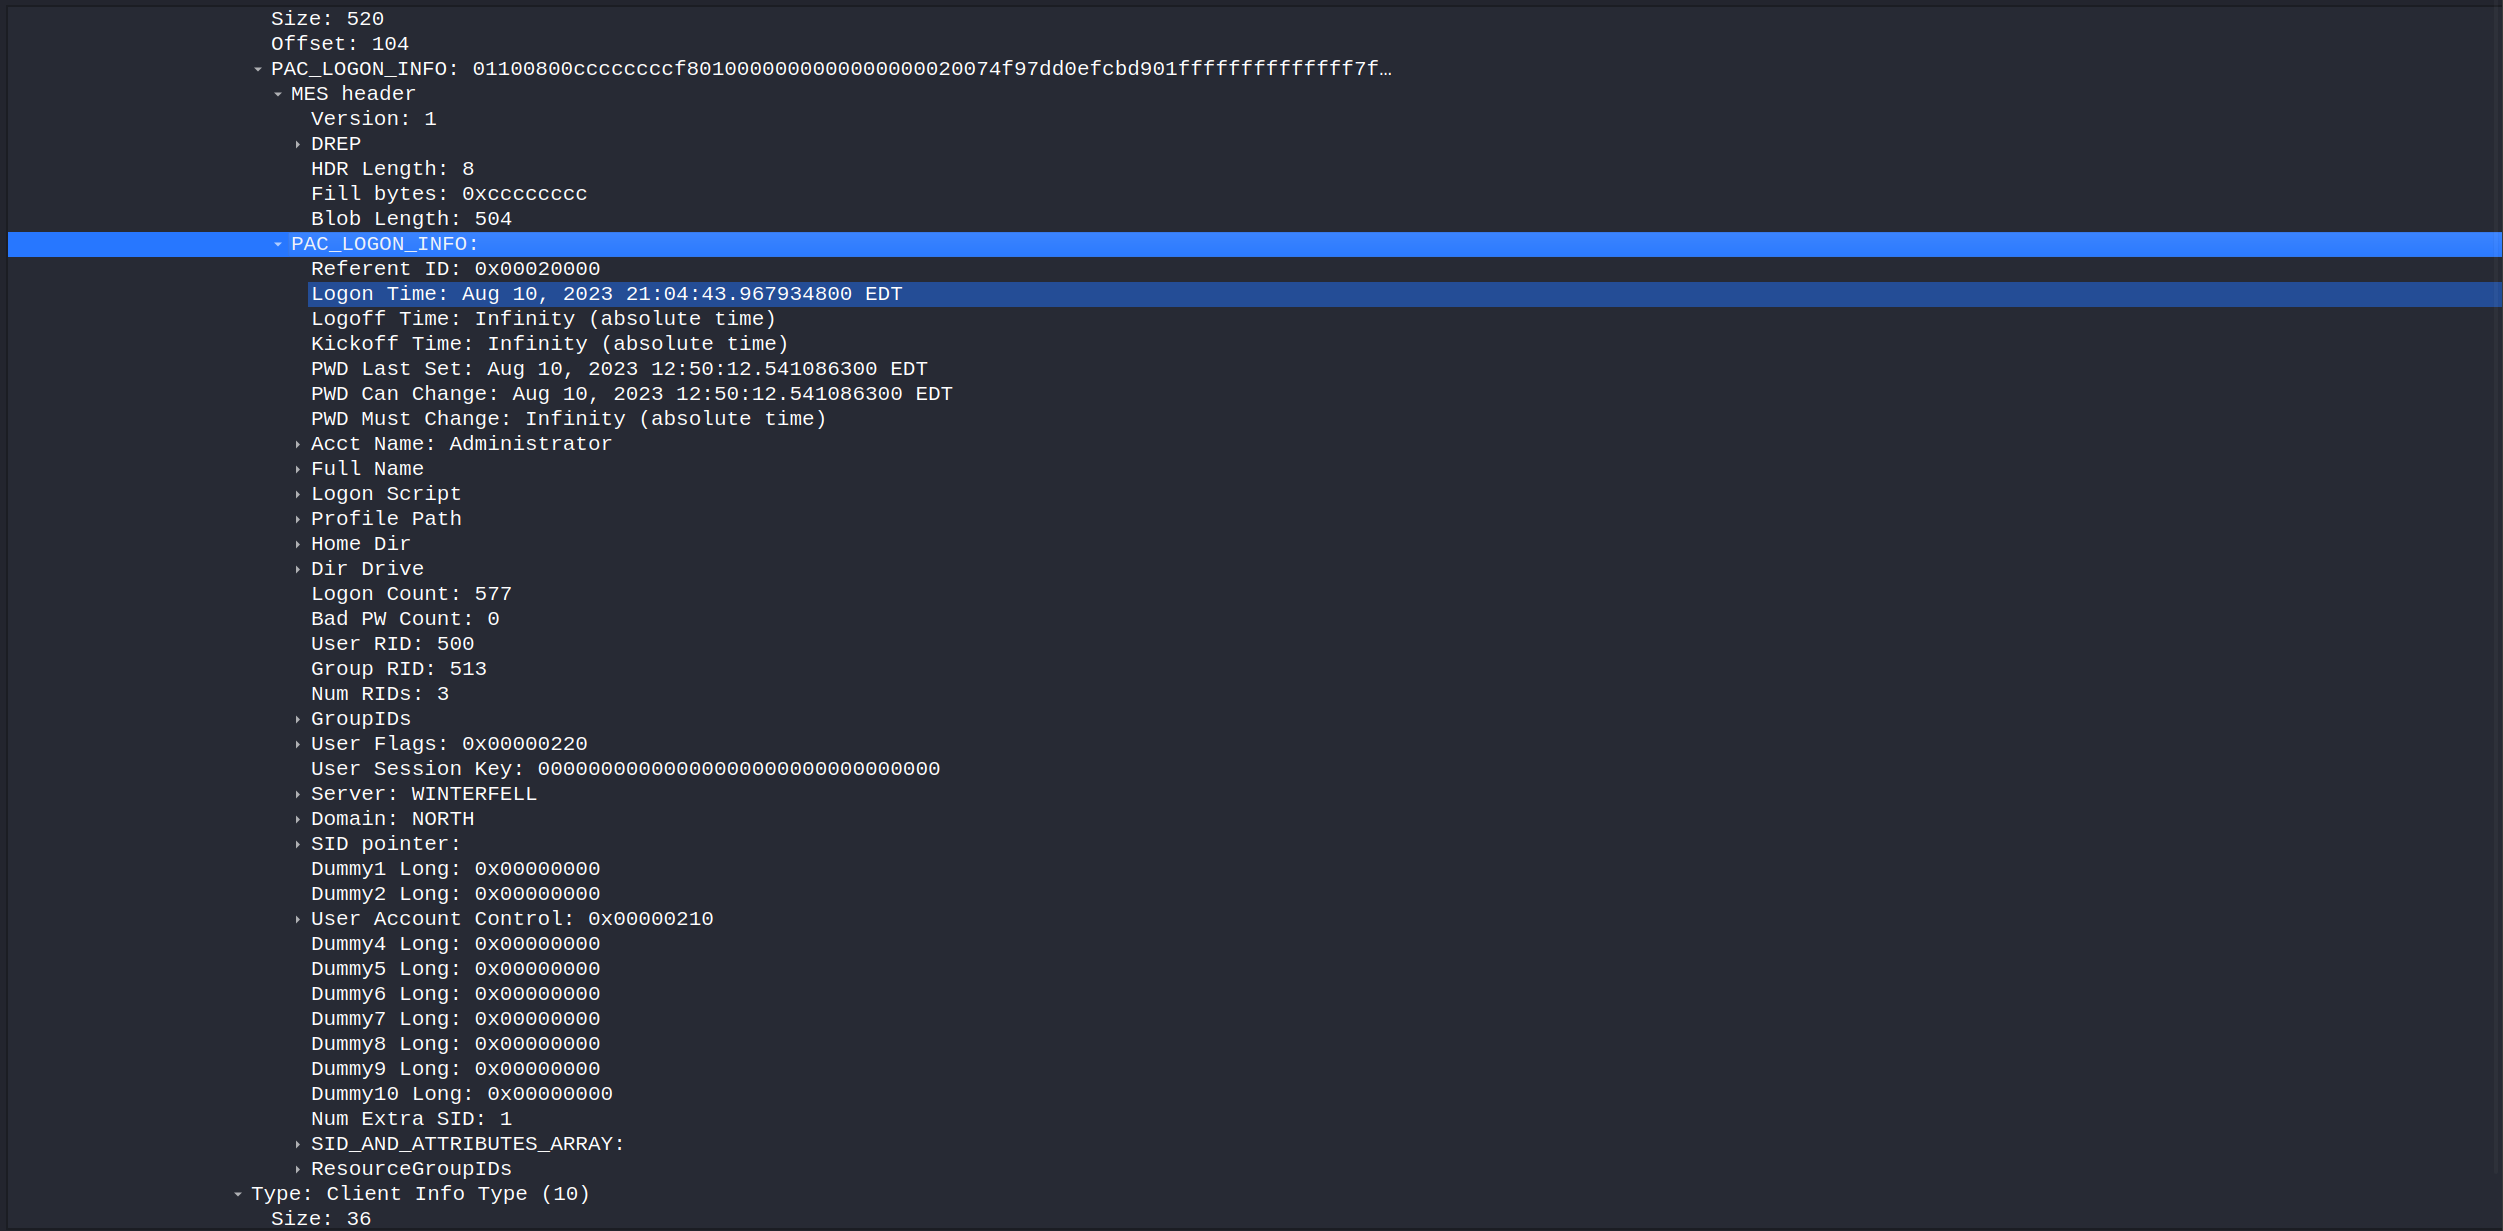 Size: 520
Offset: 104
PAC_LOGON_INFO: 01100800ccccccccf80100000000000000000020074f97dd0efcbd901ffffffffffffff7f…
MES header
Version: 1
DREP
HDR Length: 8
Fill bytes: 0xcccccccc
Blob Length: 504
PAC_LOGON_INFO:
Referent ID: 0x00020000
Logon Time: Aug 10, 2023 21:04:43.967934800 EDT
Logoff Time: Infinity (absolute time)
Kickoff Time: Infinity (absolute time)
PWD Last Set: Aug 10, 2023 12:50:12.541086300 EDT
PWD Can Change: Aug 10, 2023 12:50:12.541086300 EDT
PWD Must Change: Infinity (absolute time)
Acct Name: Administrator
Full Name
Logon Script
Profile Path
Home Dir
Dir Drive
Logon Count: 577
Bad PW Count: 0
User RID: 500
Group RID: 513
Num RIDs: 3
GroupIDs
User Flags: 0x00000220
User Session Key: 00000000000000000000000000000000
Server: WINTERFELL
Domain: NORTH
SID pointer:
Dummy1 Long: 0x00000000
Dummy2 Long: 0x00000000
User Account Control: 0x00000210
Dummy4 Long: 0x00000000
Dummy5 Long: 0x00000000
Dummy6 Long: 0x00000000
Dummy7 Long: 0x00000000
Dummy8 Long: 0x00000000
Dummy9 Long: 0x00000000
Dummy10 Long: 0x00000000
Num Extra SID: 1
SID_AND_ATTRIBUTES_ARRAY:
ResourceGroupIDs
Type: Client Info Type (10)
Size: 36